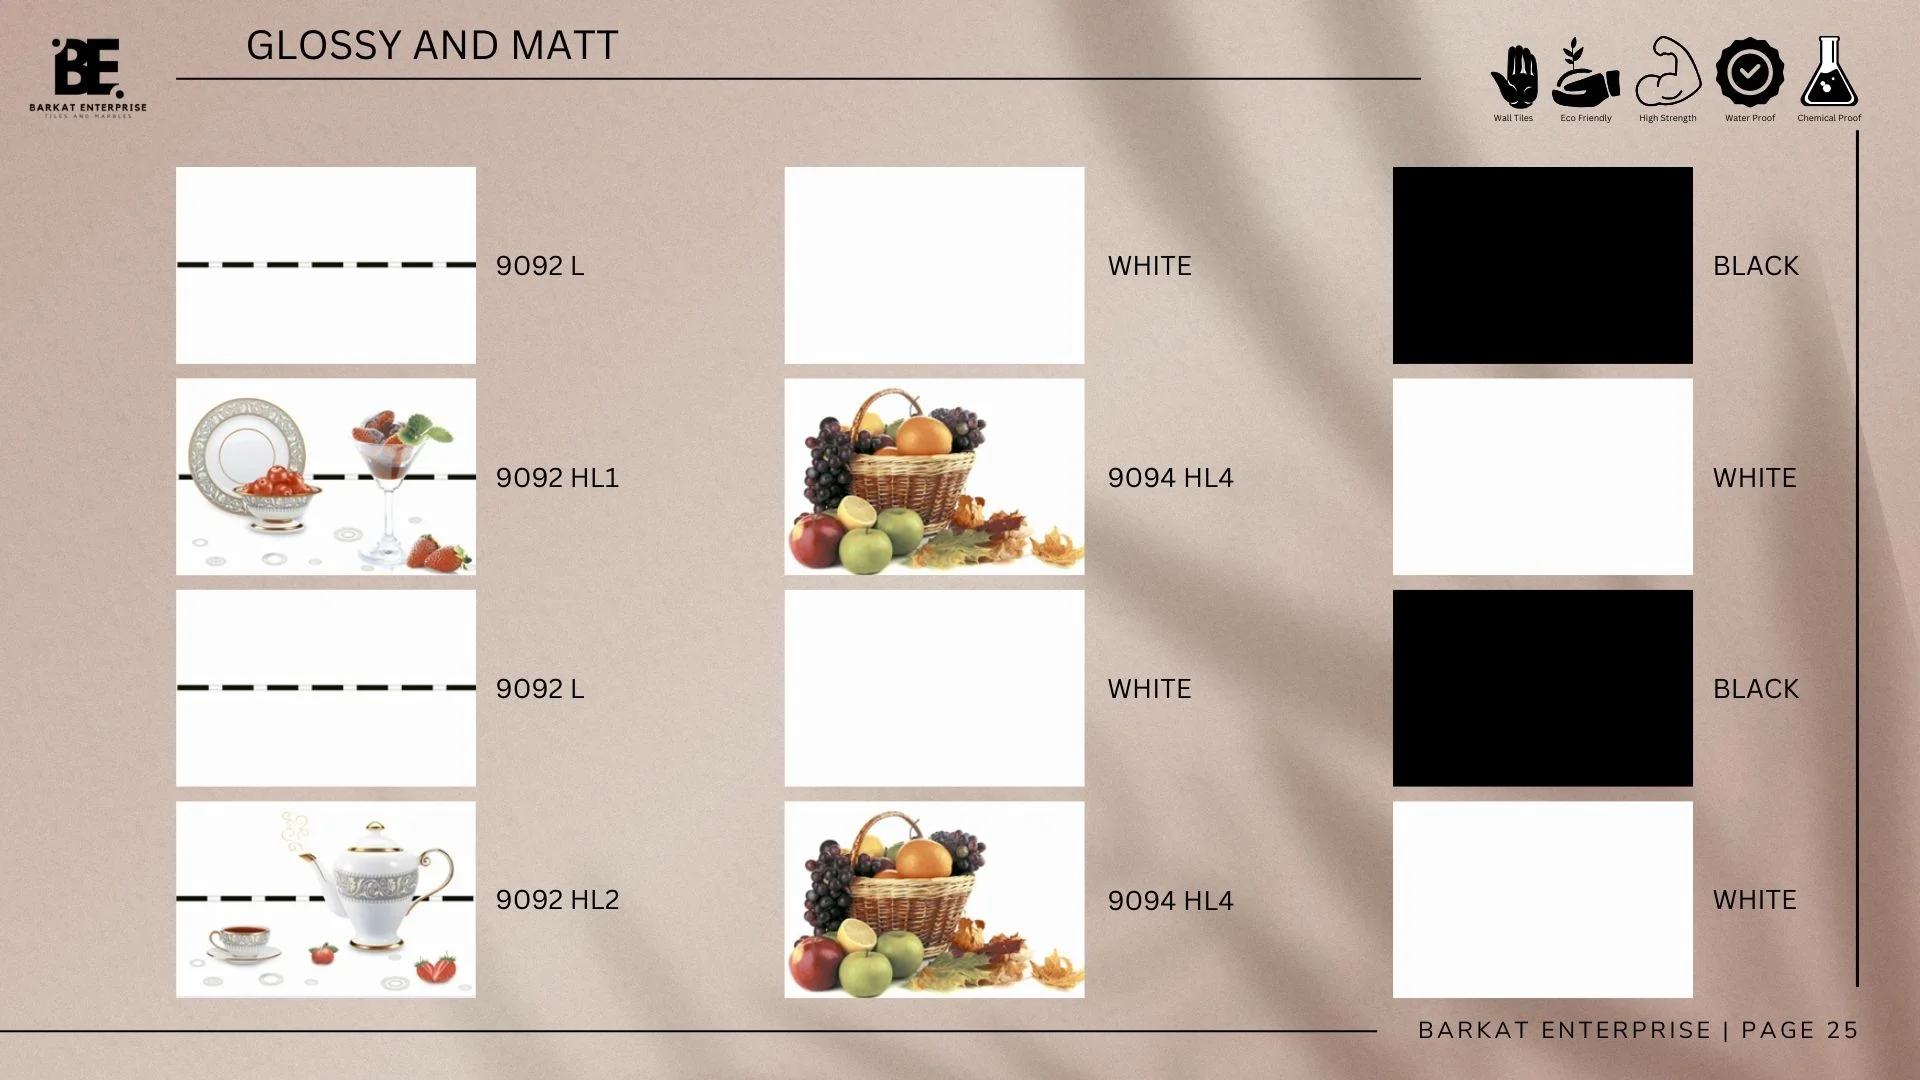 BE.
BARKAT ENTERPRISE
TILES AND MARBLES
GLOSSY AND MATT
Wall Tiles
Eco Friendly
High Strength
Water Proof
Chemical Proof
9092 L
WHITE
BLACK
9092 HL1
9094 HL4
WHITE
9092 L
WHITE
BLACK
9092 HL2
9094 HL4
WHITE
BARKAT ENTERPRISE | PAGE 25